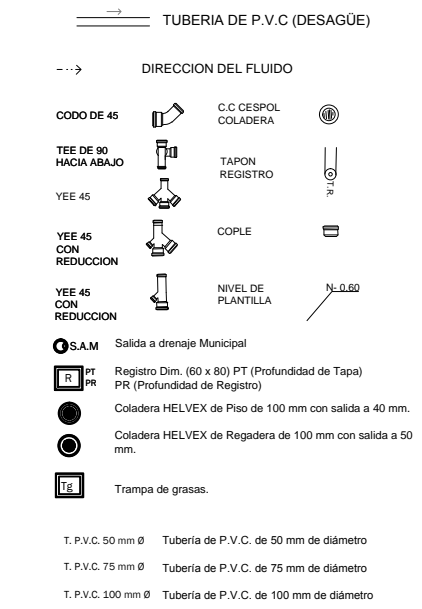 TUBERIA DE P.V.C (DESAGÜE)
DIRECCION DEL FLUIDO
CODO DE 45
C.C CESPOL
COLADERA
TEE DE 90
HACIA ABAJO
TAPON
REGISTRO
T.R.
YEE 45
YEE 45
CON
REDUCCION
COPLE
YEE 45
CON
REDUCCION
NIVEL DE
PLANTILLA
N- 0.60
S.A.M
Salida a drenaje Municipal
R
PT
PR
Registro Dim. (60 x 80) PT (Profundidad de Tapa)
PR (Profundidad de Registro)
Coladera HELVEX de Piso de 100 mm con salida a 40 mm.
Coladera HELVEX de Regadera de 100 mm con salida a 50
mm.
Tg
Trampa de grasas.
T. P.V.C. 50 mm Ø Tubería de P.V.C. de 50 mm de diámetro
T. P.V.C. 75 mm Ø Tubería de P.V.C. de 75 mm de diámetro
T. P.V.C. 100 mm Ø Tubería de P.V.C. de 100 mm de diámetro